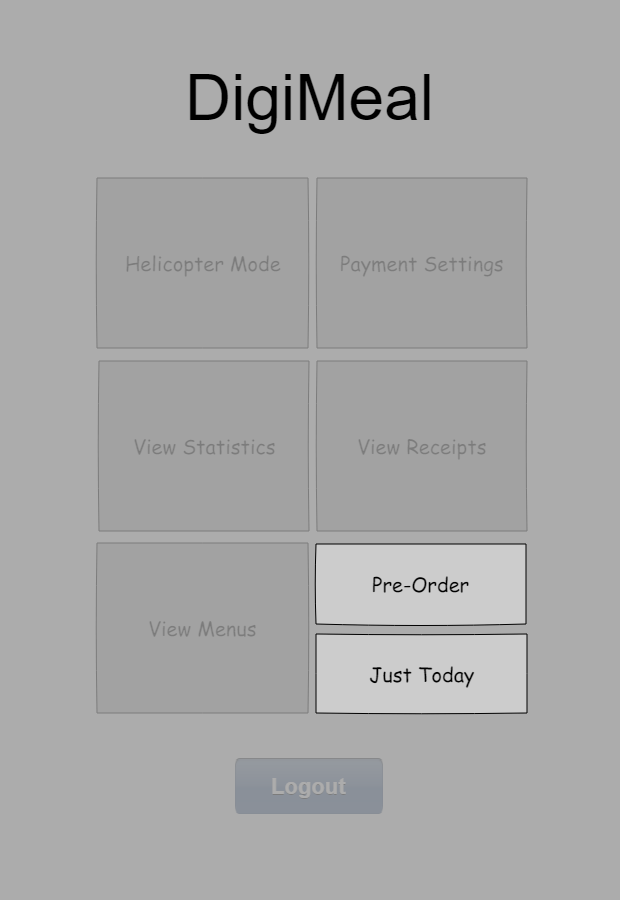 DigiMeal
Helicopter Mode
Payment Settings
View Statistics
View Receipts
View Menus
Pre-Order
Just Today
Logout